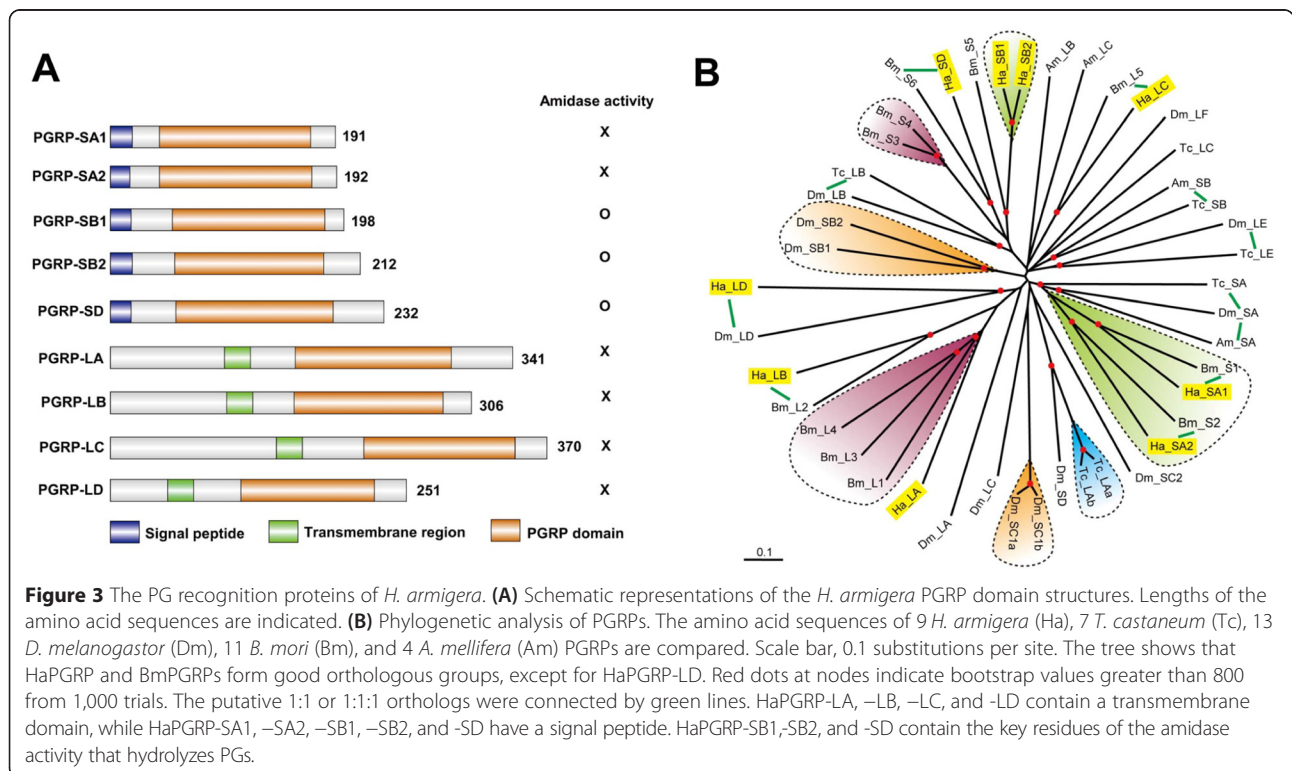 A
B
Amidase activity
PGRP-SA1 191 X
PGRP-SA2 192 X
PGRP-SB1 198 O
PGRP-SB2 212 O
PGRP-SD 232 O
PGRP-LA 341 X
PGRP-LB 306 X
PGRP-LC 370 X
PGRP-LD 251 X
Signal peptide Transmembrane region PGRP domain
Bm_S6
Ha_SD
Bm_S5
Ha_SB1
Ha_SB2
Am_LB
Am_LC
Bm_L5
Ha_LC
Dm_LF
Tc_LC
Am_SB
Tc_SB
Dm_LE
Tc_LE
Tc_SA
Dm_SA
Am_SA
Bm_S1
Ha_SA1
Bm_S2
Ha_SA2
Dm_SC2
Tc_LAa
Tc_LAb
Dm_SD
Dm_SC1b
Dm_SC1a
Dm_LC
Dm_LA
Ha_LA
Bm_L1
Bm_L3
Bm_L4
Bm_L2
Ha_LB
Dm_LD
Ha_LD
Dm_SB1
Dm_SB2
Dm_LB
Tc_LB
Bm_S3
Bm_S4
0.1
Figure 3 The PG recognition proteins of H. armigera. (A) Schematic representations of the H. armigera PGRP domain structures. Lengths of the
amino acid sequences are indicated. (B) Phylogenetic analysis of PGRPs. The amino acid sequences of 9 H. armigera (Ha), 7 T. castaneum (Tc), 13
D. melanogastor (Dm), 11 B. mori (Bm), and 4 A. mellifera (Am) PGRPs are compared. Scale bar, 0.1 substitutions per site. The tree shows that
HaPGRP and BmPGRPs form good orthologous groups, except for HaPGRP-LD. Red dots at nodes indicate bootstrap values greater than 800
from 1,000 trials. The putative 1:1 or 1:1:1 orthologs were connected by green lines. HaPGRP-LA, –LB, –LC, and -LD contain a transmembrane
domain, while HaPGRP-SA1, –SA2, –SB1, –SB2, and -SD have a signal peptide. HaPGRP-SB1,-SB2, and -SD contain the key residues of the amidase
activity that hydrolyzes PGs.